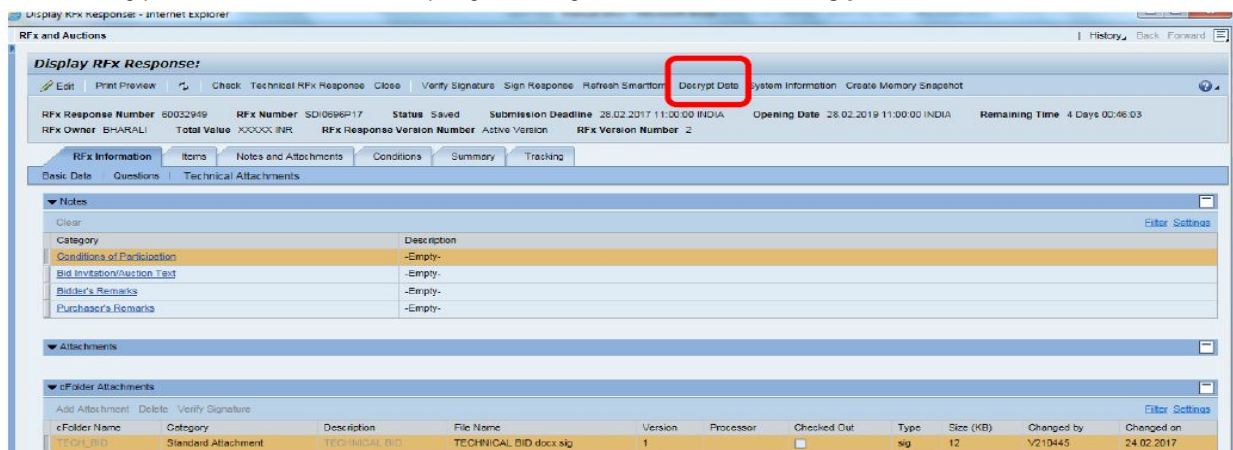 Display RFx Response: - Internet Explorer
RFx and Auctions | History Back Forward
Display RFx Response:
Edit | Print Preview | Check Technical RFx Response Close | Verify Signature Sign Response Refresh Smartform Decrypt Data System Information Create Memory Snapshot
RFx Response Number 60032949 RFx Number SDI0696P17 Status Saved Submission Deadline 28.02.2017 11:00:00 INDIA Opening Date 28.02.2019 11:00:00 INDIA Remaining Time 4 Days 00:46:03
RFx Owner BHARALI Total Value XXXXX INR RFx Response Version Number Active Version RFx Version Number 2
RFx Information Items Notes and Attachments Conditions Summary Tracking
Basic Data | Questions | Technical Attachments
Notes
Clear Filter Settings
Category Description
Conditions of Participation -Empty-
Bid Invitation/Auction Text -Empty-
Bidder's Remarks -Empty-
Purchaser's Remarks -Empty-
Attachments
cFolder Attachments
Add Attachment Delete Verify Signature Filter Settings
cFolder Name Category Description File Name Version Processor Checked Out Type Size (KB) Changed by Changed on
TECH_BID Standard Attachment TECHNICAL BID TECHNICAL BID.docx.sig 1 sig 12 V210445 24.02.2017